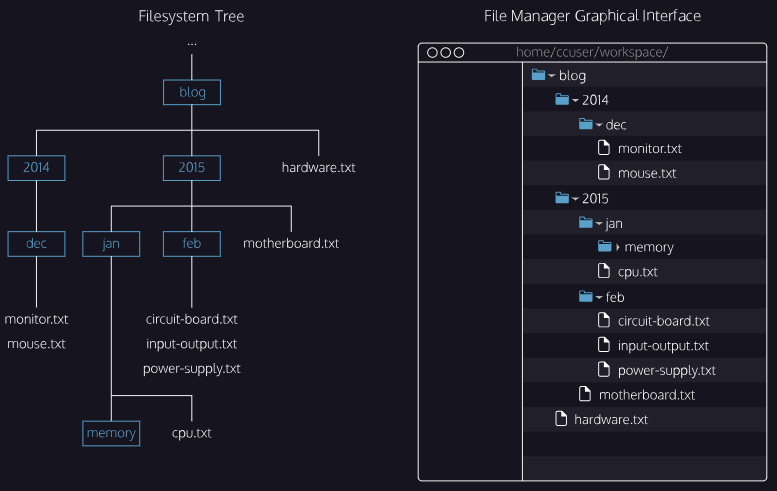 Filesystem Tree
...
blog
2014
2015
hardware.txt
dec
jan
feb
motherboard.txt
monitor.txt
mouse.txt
circuit-board.txt
input-output.txt
power-supply.txt
memory
cpu.txt
File Manager Graphical Interface
home/ccuser/workspace/
blog
2014
dec
monitor.txt
mouse.txt
2015
jan
memory
cpu.txt
feb
circuit-board.txt
input-output.txt
power-supply.txt
motherboard.txt
hardware.txt